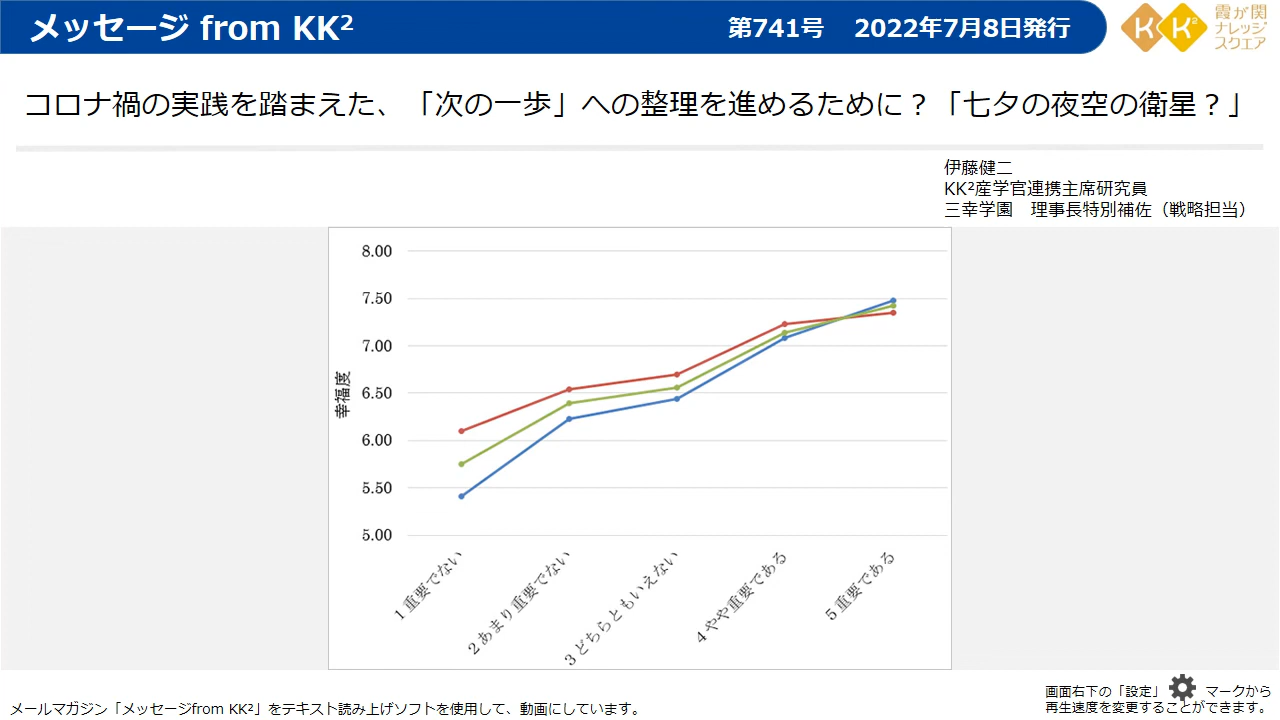 メッセージ from KK²
第741号 2022年7月8日発行
KK²
霞が関
ナレッジ
スクエア
コロナ禍の実践を踏まえた、「次の一歩」への整理を進めるために？「七夕の夜空の衛星？」
伊藤健二
KK²産学官連携主席研究員
三幸学園　理事長特別補佐（戦略担当）
8.00
7.50
7.00
6.50
6.00
5.50
5.00
幸福度
1 重要でない
2 あまり重要でない
3 どちらともいえない
4 やや重要である
5 重要である
メールマガジン「メッセージfrom KK²」をテキスト読み上げソフトを使用して、動画にしています。
画面右下の「設定」 マークから
再生速度を変更することができます。